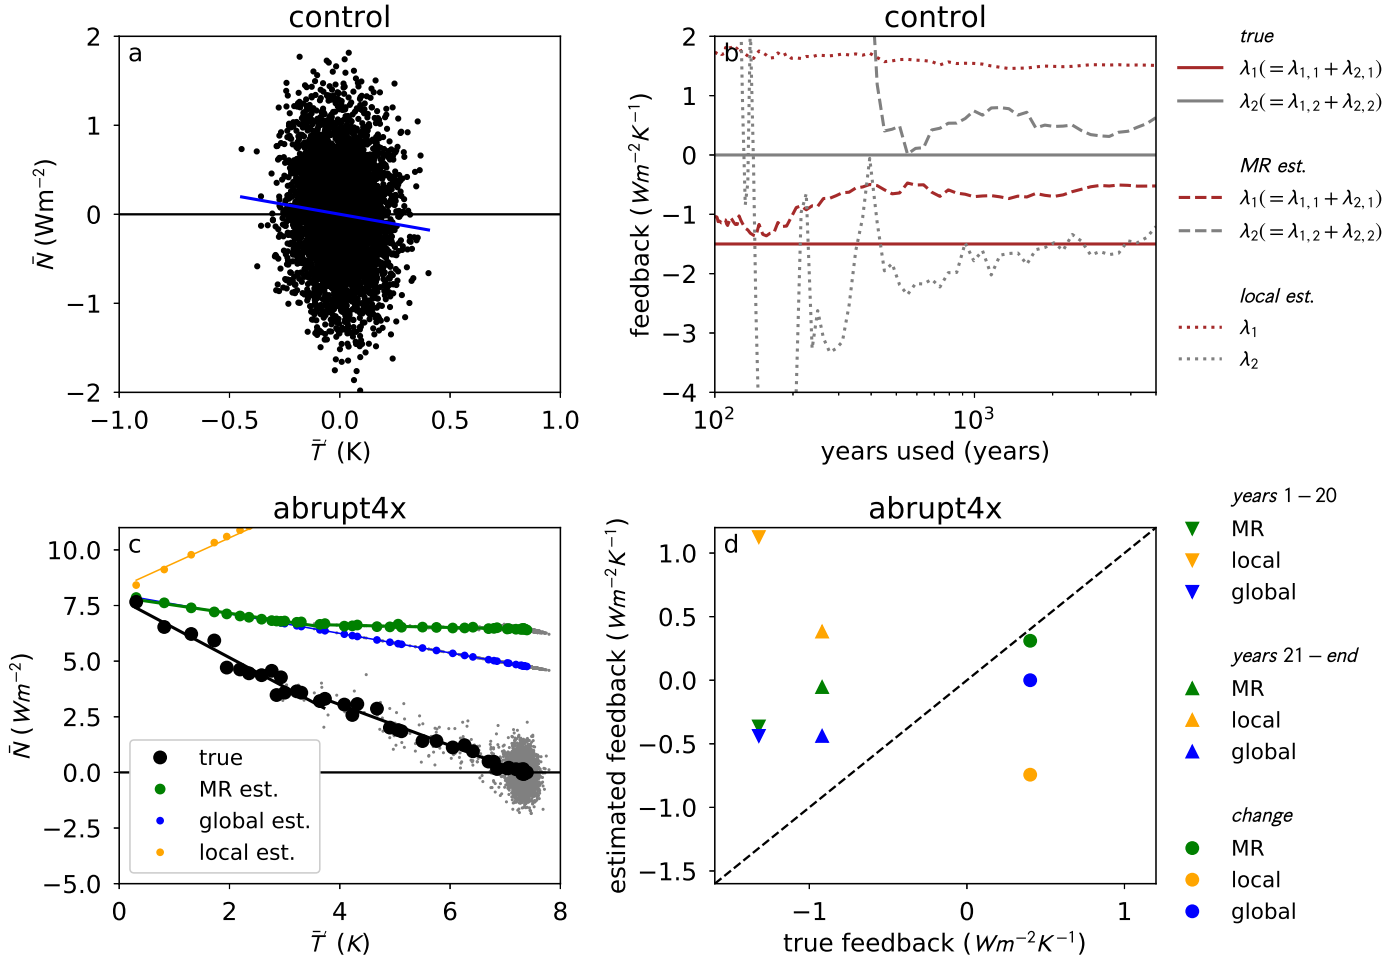 control
a
2
1
0
−1
−2
N̄ (Wm⁻²)
−1.0 −0.5 0.0 0.5 1.0
T̄ (K)
control
b
2
1
0
−1
−2
−3
−4
feedback (Wm⁻²K⁻¹)
10² 10³
years used (years)
true
λ₁(=λ₁,₁ + λ₂,₁)
λ₂(=λ₁,₂ + λ₂,₂)
MR est.
λ₁(=λ₁,₁ + λ₂,₁)
λ₂(=λ₁,₂ + λ₂,₂)
local est.
λ₁
λ₂
abrupt4x
c
10.0
7.5
5.0
2.5
0.0
−2.5
−5.0
N̄ (Wm⁻²)
true
MR est.
global est.
local est.
0 2 4 6 8
T̄ (K)
abrupt4x
d
1.0
0.5
0.0
−0.5
−1.0
−1.5
estimated feedback (Wm⁻²K⁻¹)
−1 0 1
true feedback (Wm⁻²K⁻¹)
years 1 − 20
MR
local
global
years 21 − end
MR
local
global
change
MR
local
global